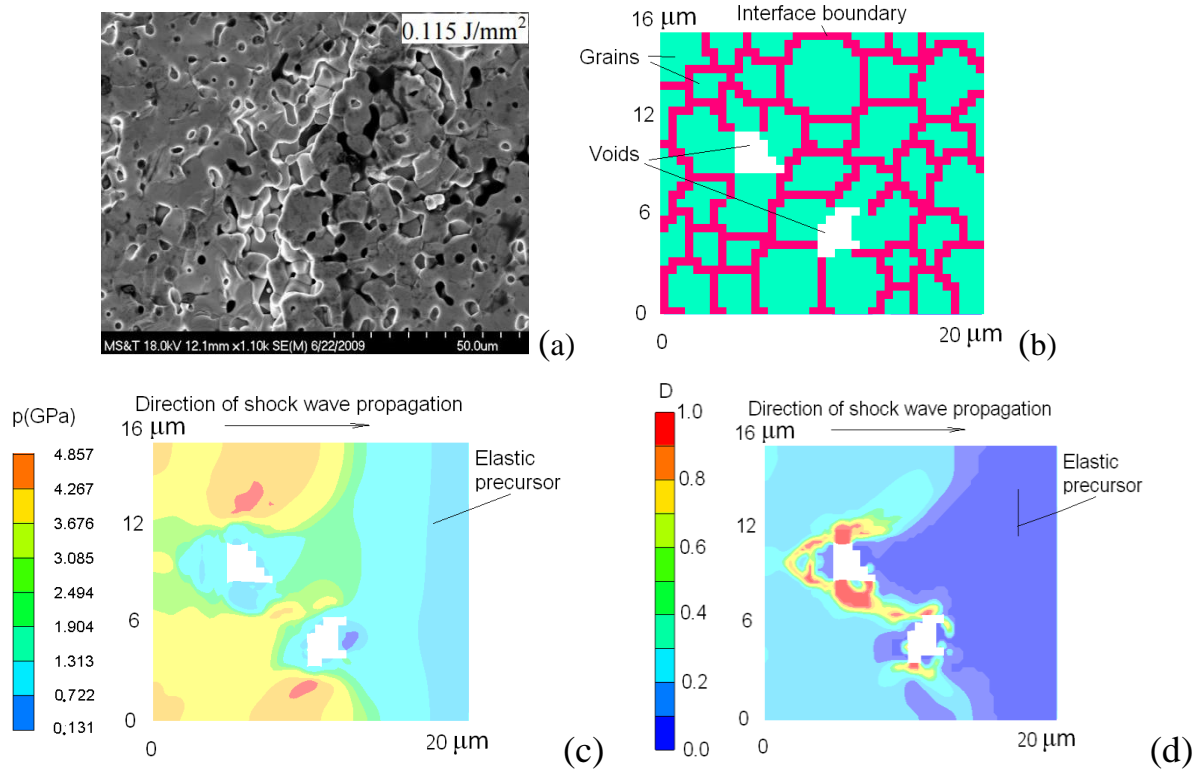 0.115 J/mm²
MS&T 18.0kV 12.1mm x1.10k SE(M) 6/22/2009
50.0um
(a)
16 μm
Interface boundary
Grains
12
Voids
6
0
0
20 μm
(b)
p(GPa)
4.857
4.267
3.676
3.085
2.494
1.904
1.313
0.722
0.131
Direction of shock wave propagation
16 μm
Elastic
precursor
12
6
0
0
20 μm
(c)
D
1.0
0.8
0.6
0.4
0.2
0.0
Direction of shock wave propagation
16 μm
Elastic
precursor
12
6
0
0
20 μm
(d)